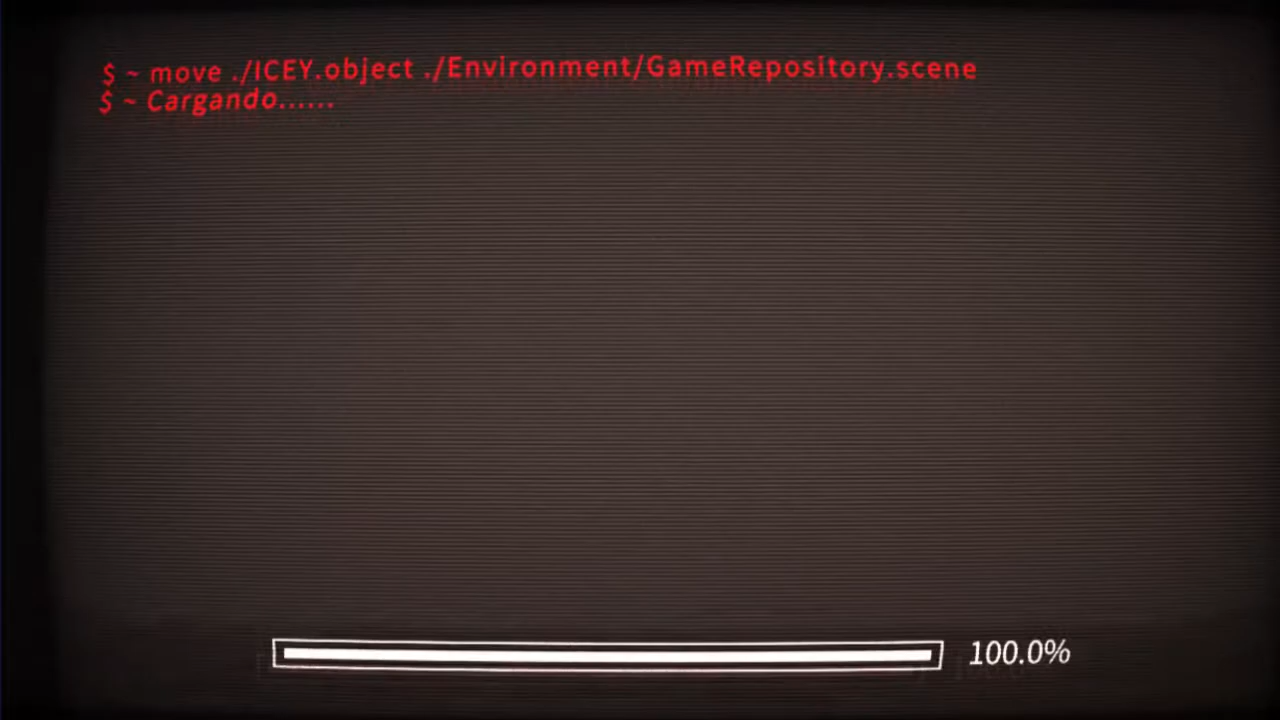 $ ~ move ./ICEY.object ./Environment/GameRepository.scene
$ ~ Cargando......
100.0%